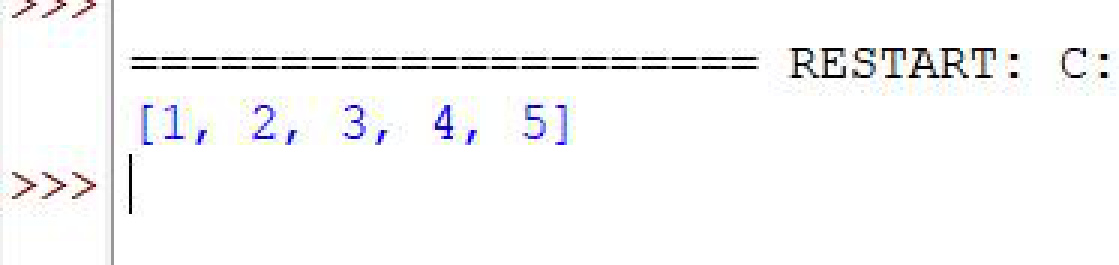 >>>
===================== RESTART: C:
[1, 2, 3, 4, 5]
>>>